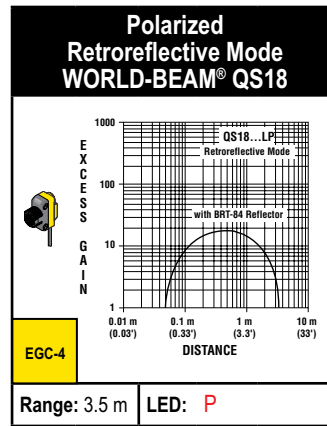 Polarized
Retroreflective Mode
WORLD-BEAM® QS18
EXCESS GAIN
1000
100
10
1
QS18...LP
Retroreflective Mode
with BRT-84 Reflector
0.01 m
(0.03')
0.1 m
(0.33')
1 m
(3.3')
10 m
(33')
DISTANCE
EGC-4
Range: 3.5 m
LED: P